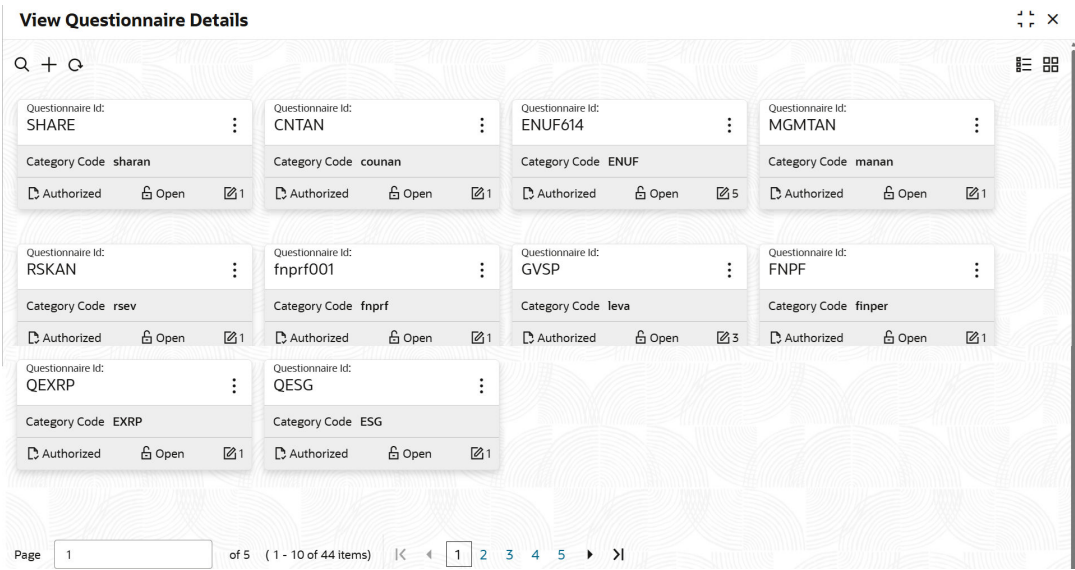 View Questionnaire Details
Questionnaire Id: Questionnaire Id: Questionnaire Id: Questionnaire Id:
SHARE CNTAN ENUF614 MGMTAN
Category Code sharan Category Code counan Category Code ENUF Category Code manan
Authorized Open 1 Authorized Open 1 Authorized Open 5 Authorized Open 1
Questionnaire Id: Questionnaire Id: Questionnaire Id: Questionnaire Id:
RSKAN fnprf001 GVSP FNPF
Category Code rsev Category Code fnprf Category Code leva Category Code finper
Authorized Open 1 Authorized Open 1 Authorized Open 3 Authorized Open 1
Questionnaire Id: Questionnaire Id:
QEXRP QESG
Category Code EXRP Category Code ESG
Authorized Open 1 Authorized Open 1
Page 1 of 5 ( 1 - 10 of 44 items) 1 2 3 4 5